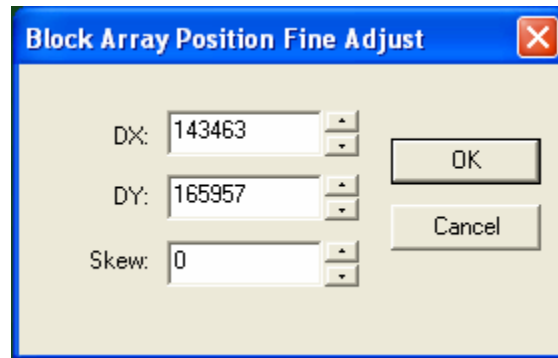 Block Array Position Fine Adjust
DX: 143463
OK
DY: 165957
Cancel
Skew: 0